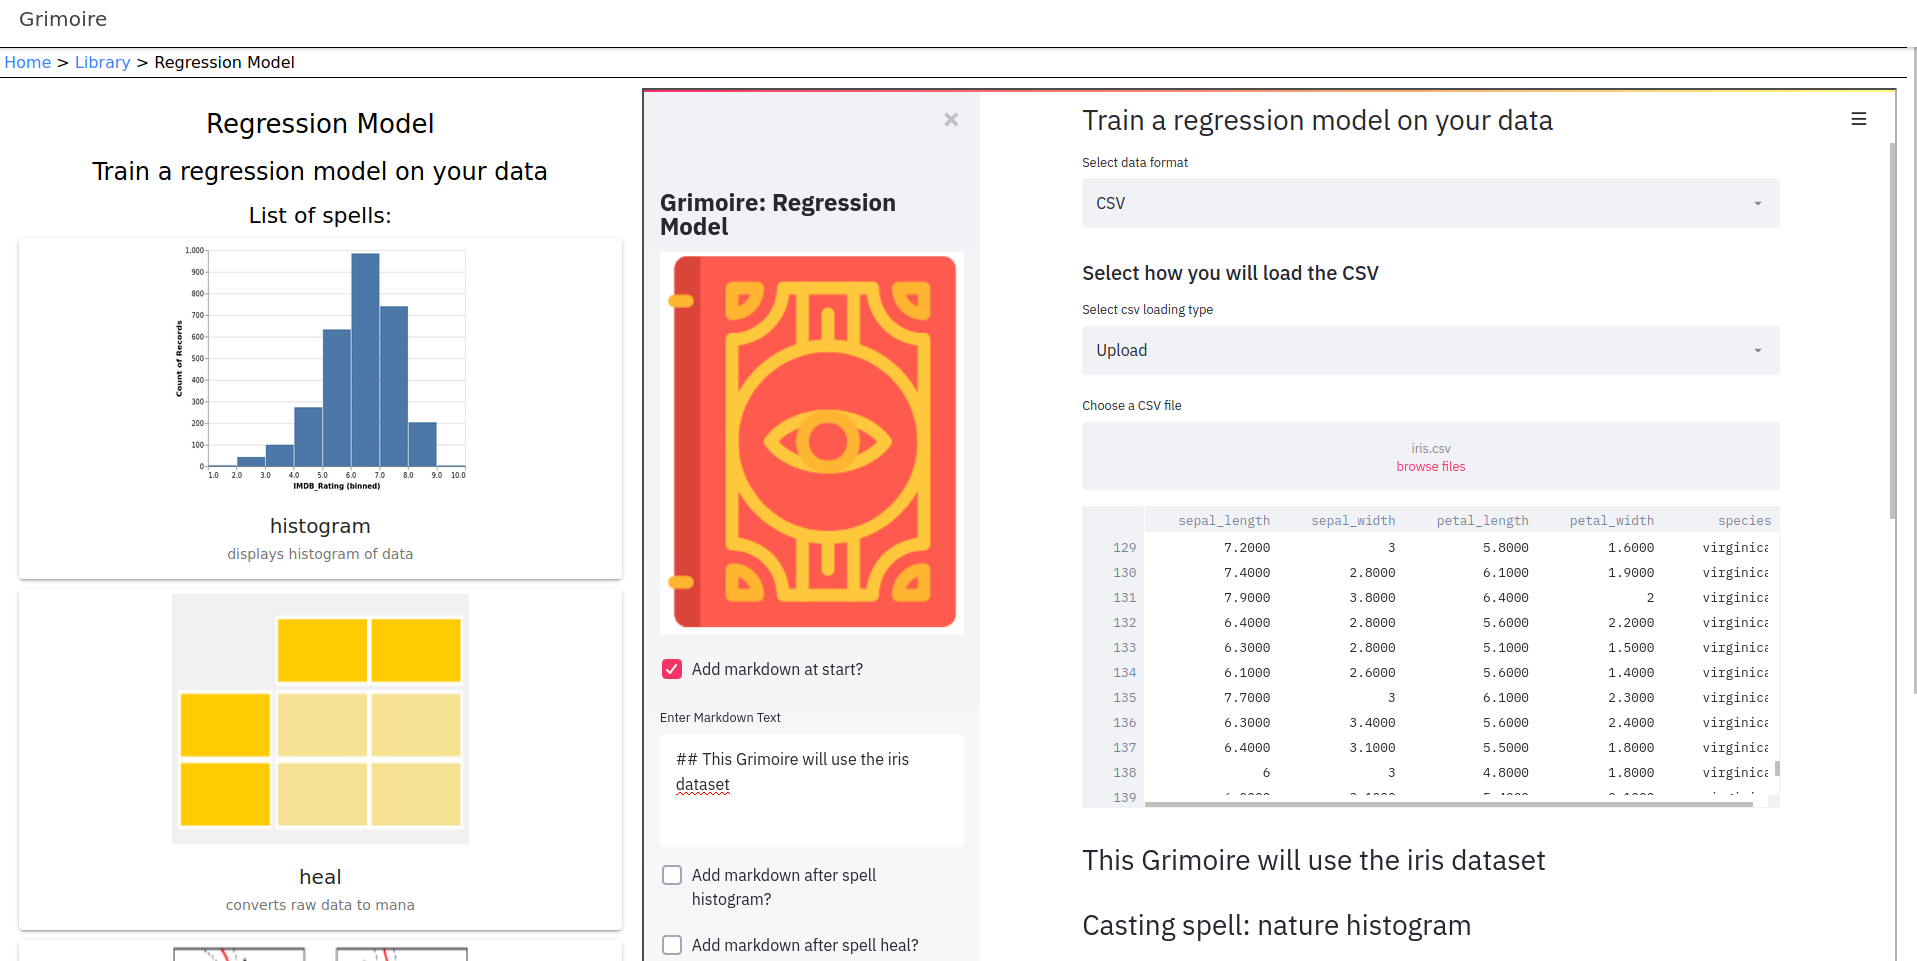 Grimoire
Home > Library > Regression Model
Regression Model
Train a regression model on your data
List of spells:
1,000
900
800
700
600
500
400
300
200
100
0
Count of Records
1.0 2.0 3.0 4.0 5.0 6.0 7.0 8.0 9.0 10.0
IMDB_Rating (binned)
histogram
displays histogram of data
heal
converts raw data to mana
Grimoire: Regression
Model
Add markdown at start?
Enter Markdown Text
## This Grimoire will use the iris
dataset
Add markdown after spell
histogram?
Add markdown after spell heal?
Train a regression model on your data
Select data format
CSV
Select how you will load the CSV
Select csv loading type
Upload
Choose a CSV file
iris.csv
browse files
sepal_length sepal_width petal_length petal_width species
129 7.2000 3 5.8000 1.6000 virginica
130 7.4000 2.8000 6.1000 1.9000 virginica
131 7.9000 3.8000 6.4000 2 virginica
132 6.4000 2.8000 5.6000 2.2000 virginica
133 6.3000 2.8000 5.1000 1.5000 virginica
134 6.1000 2.6000 5.6000 1.4000 virginica
135 7.7000 3 6.1000 2.3000 virginica
136 6.3000 3.4000 5.6000 2.4000 virginica
137 6.4000 3.1000 5.5000 1.8000 virginica
138 6 3 4.8000 1.8000 virginica
139
This Grimoire will use the iris dataset
Casting spell: nature histogram